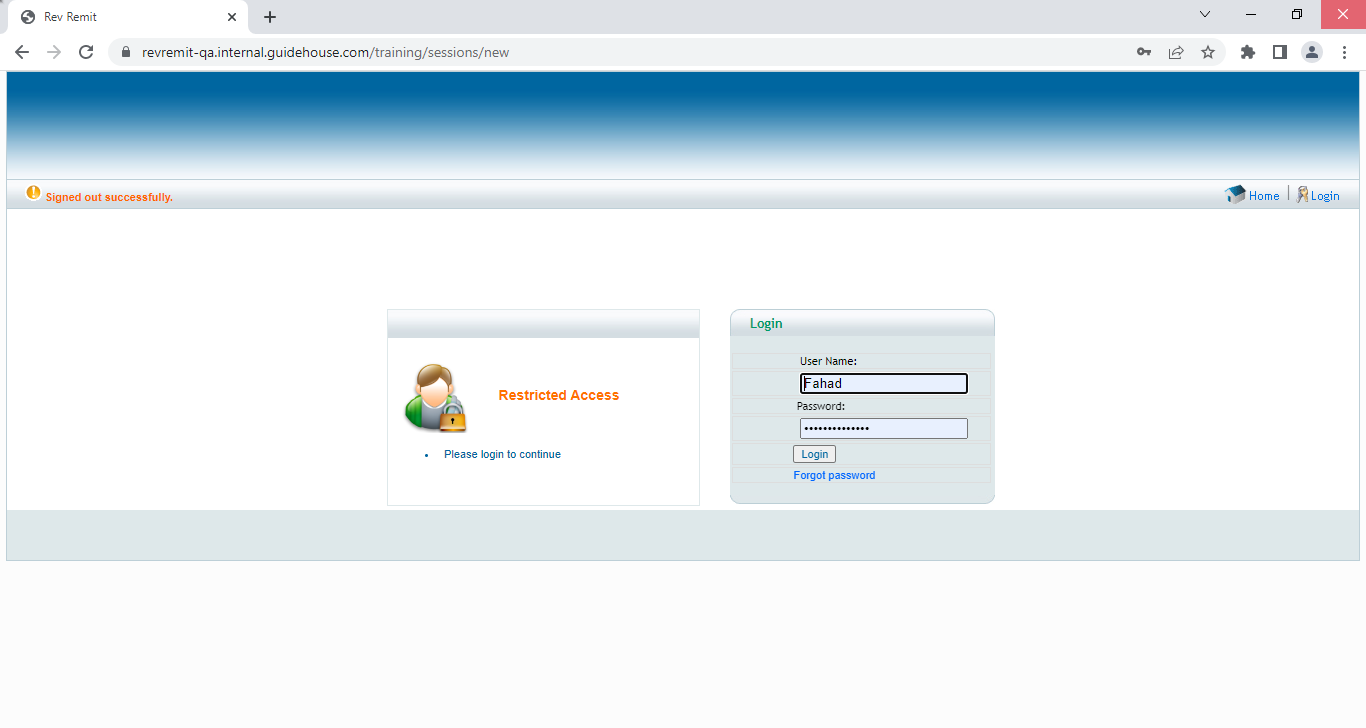 Rev Remit
revremit-qa.internal.guidehouse.com/training/sessions/new
Signed out successfully.
Home
Login
Login
User Name:
Fahad
Restricted Access
Password:
••••••••••••••
Please login to continue
Login
Forgot password